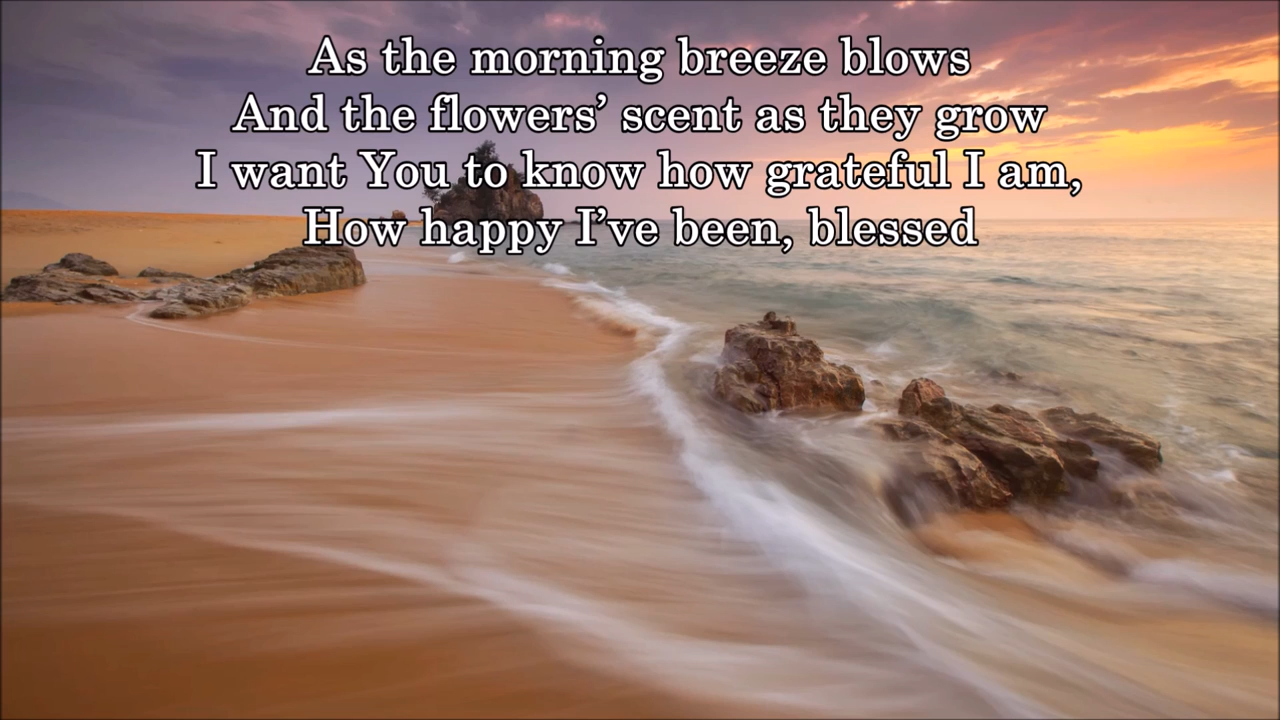 As the morning breeze blows
And the flowers’ scent as they grow
I want You to know how grateful I am,
How happy I’ve been, blessed